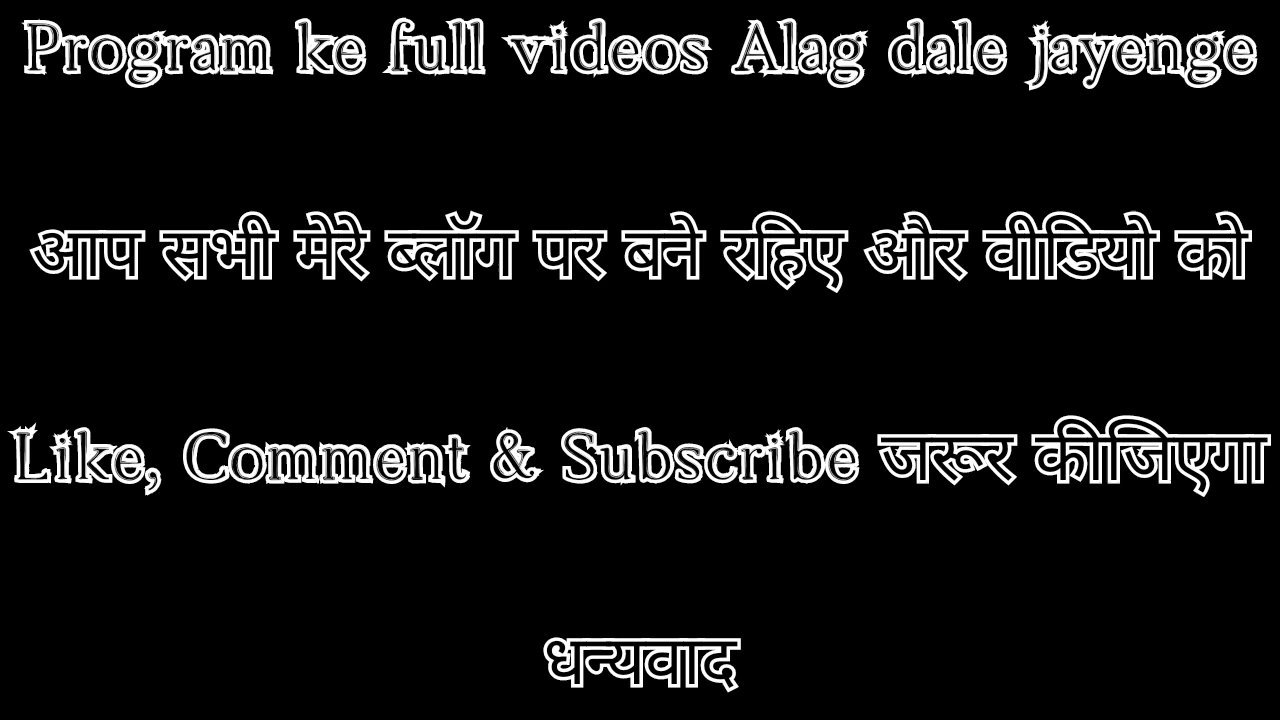 Program ke full videos Alag dale jayenge
आप सभी मेरे ब्लॉग पर बने रहिए और वीडियो को
Like, Comment & Subscribe जरूर कीजिएगा
धन्यवाद